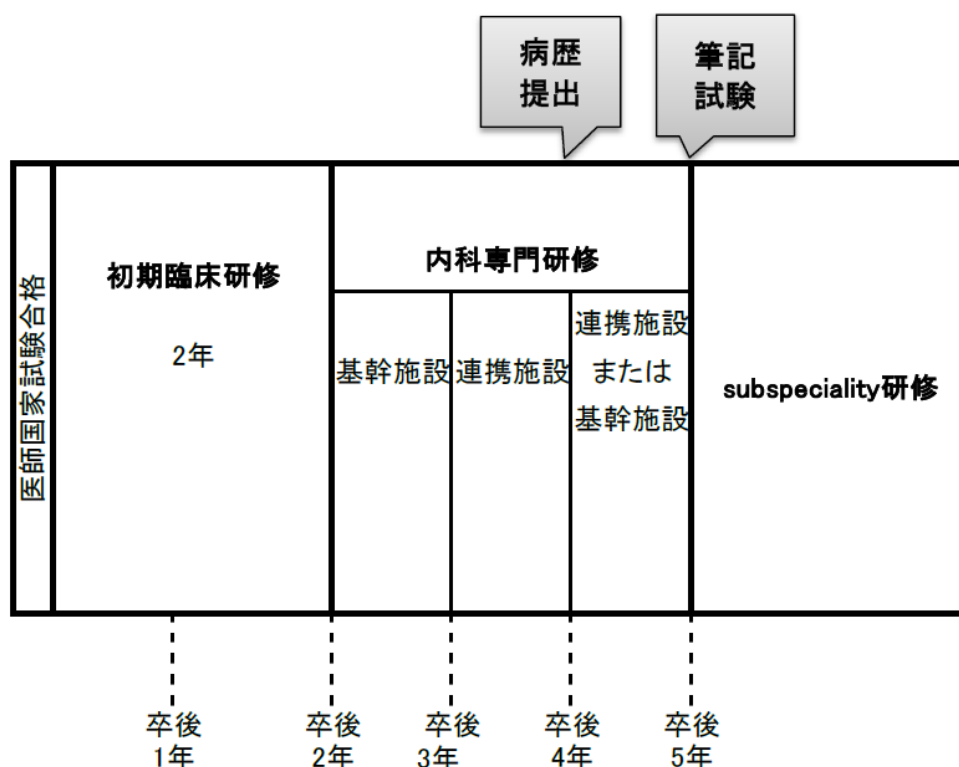 病歴
提出
筆記
試験
医師国家試験合格
初期臨床研修
2年
内科専門研修
基幹施設
連携施設
連携施設
または
基幹施設
subspeciality研修
卒後
1年
卒後
2年
卒後
3年
卒後
4年
卒後
5年